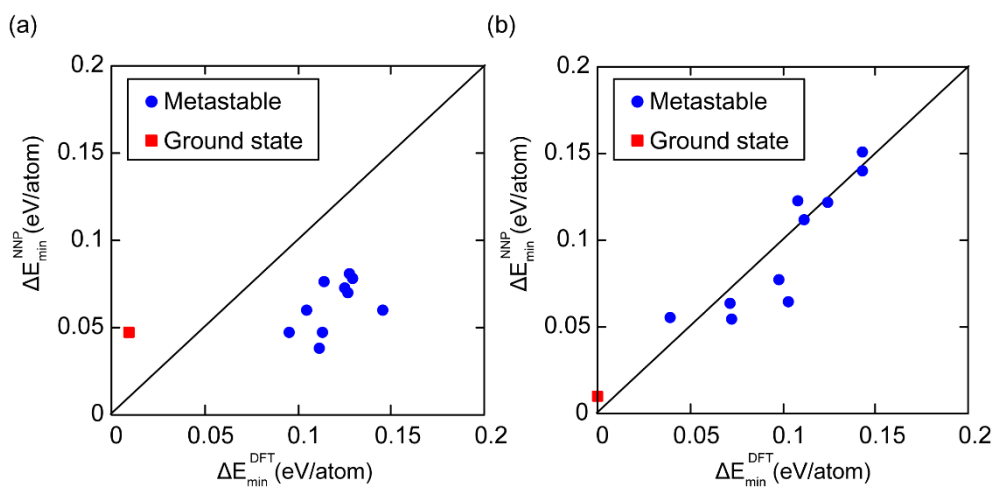 (a)
0.2
Metastable
Ground state
0.15
0.1
0.05
0
ΔE_min^NNP (eV/atom)
0 0.05 0.1 0.15 0.2
ΔE_min^DFT (eV/atom)
(b)
0.2
Metastable
Ground state
0.15
0.1
0.05
0
ΔE_min^NNP (eV/atom)
0 0.05 0.1 0.15 0.2
ΔE_min^DFT (eV/atom)